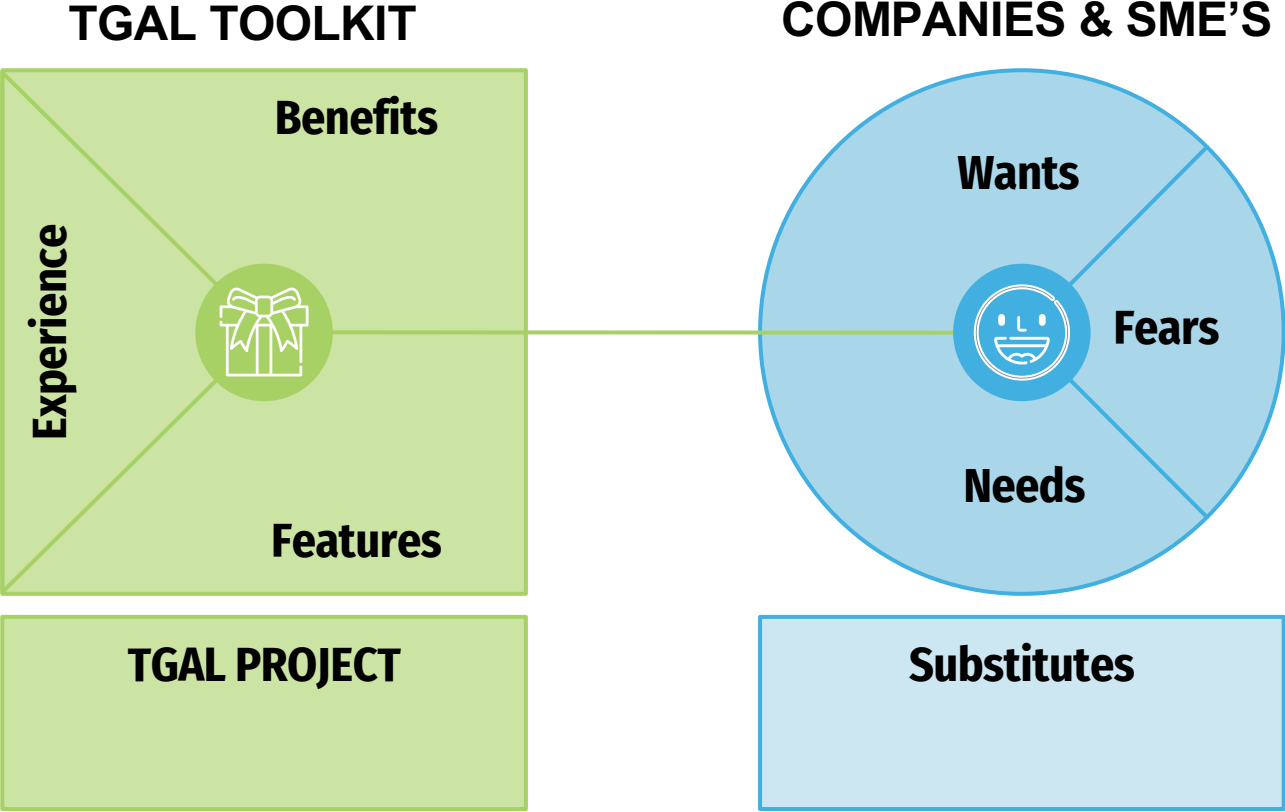 TGAL TOOLKIT
COMPANIES & SME’S
Benefits
Experience
Features
Wants
Fears
Needs
TGAL PROJECT
Substitutes